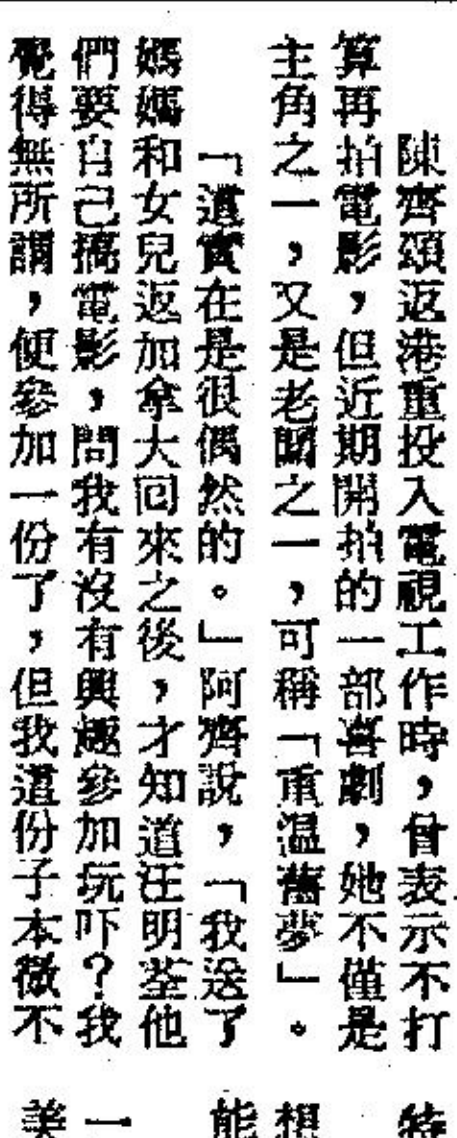 陳齊頌返港重投入電視工作時，曾表示不打
算再拍電影，但近期開拍的一部喜劇，她不僅是
主角之一，又是老闆之一，可稱「重溫舊夢」。
「這實在是很偶然的。」阿齊說，「我送了
媽媽和女兒返加拿大回來之後，才知道汪明荃他
們要自己搞電影，問我有沒有興趣參加玩吓？我
覺得無所謂，便參加一份了，但我這份子本微不
特
想
能
一
美